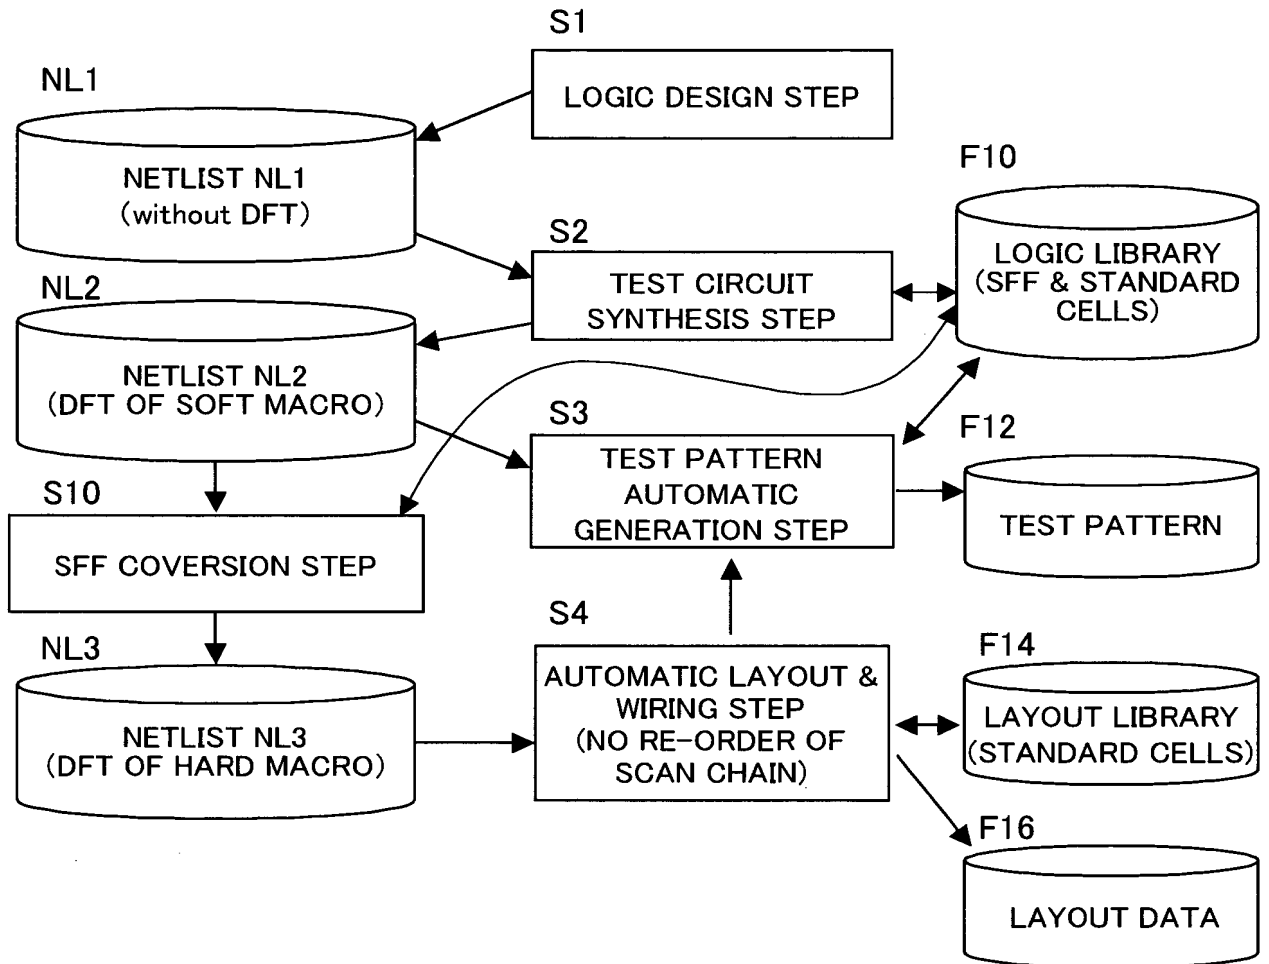 S1
LOGIC DESIGN STEP
NL1
NETLIST NL1
(without DFT)
F10
LOGIC LIBRARY
(SFF & STANDARD
CELLS)
S2
TEST CIRCUIT
SYNTHESIS STEP
NL2
NETLIST NL2
(DFT OF SOFT MACRO)
S3
TEST PATTERN
AUTOMATIC
GENERATION STEP
F12
TEST PATTERN
S10
SFF COVERSION STEP
NL3
NETLIST NL3
(DFT OF HARD MACRO)
S4
AUTOMATIC LAYOUT &
WIRING STEP
(NO RE-ORDER OF
SCAN CHAIN)
F14
LAYOUT LIBRARY
(STANDARD CELLS)
F16
LAYOUT DATA